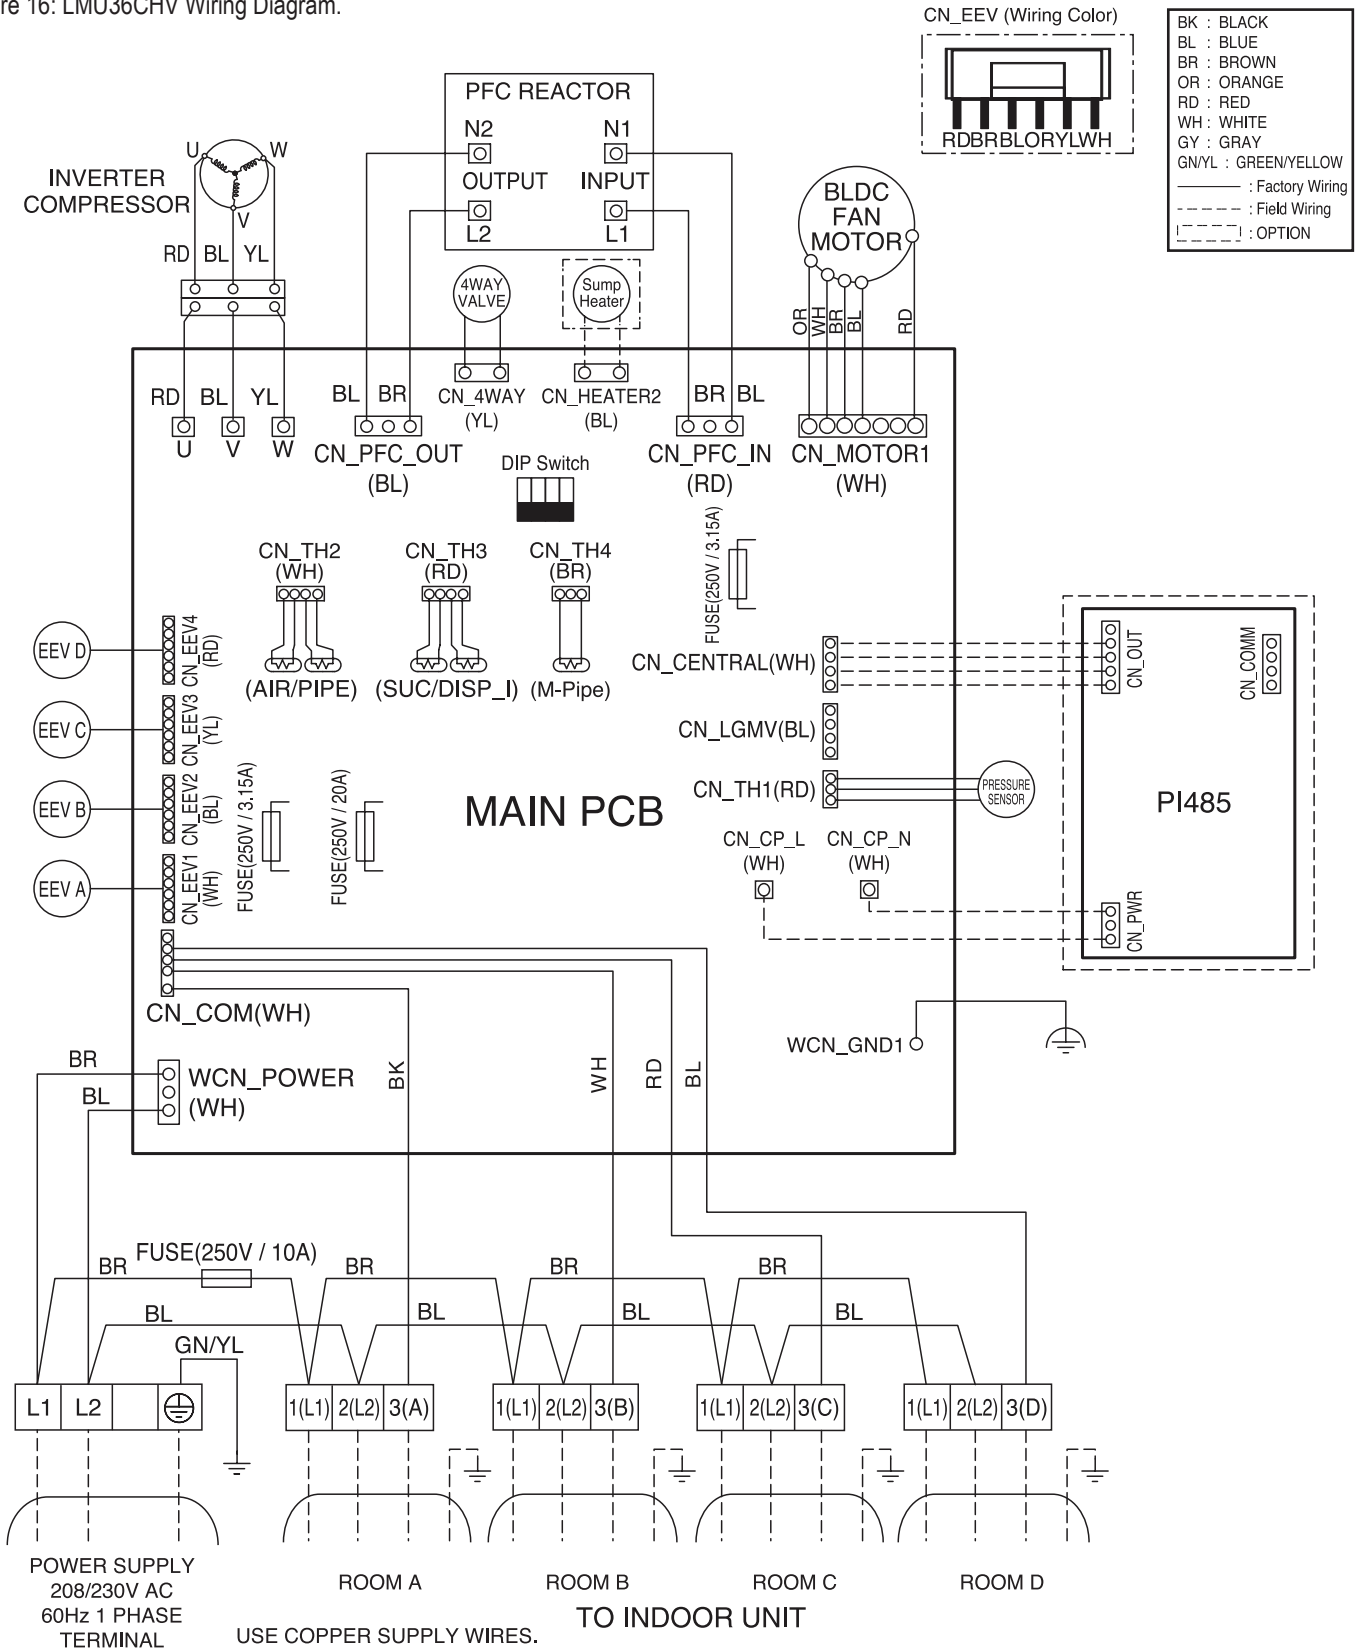 re 16: LMU36CHV Wiring Diagram.
CN_EEV (Wiring Color)
RDBRBLORYLWH
BK : BLACK
BL : BLUE
BR : BROWN
OR : ORANGE
RD : RED
WH : WHITE
GY : GRAY
GN/YL : GREEN/YELLOW
: Factory Wiring
: Field Wiring
: OPTION
PFC REACTOR
N2 N1
OUTPUT INPUT
L2 L1
U W
V
INVERTER
COMPRESSOR
RD BL YL
BLDC
FAN
MOTOR
4WAY
VALVE
Sump
Heater
OR
WH
BR
BL
RD
RD BL YL
U V W
BL BR
CN_PFC_OUT
(BL)
CN_4WAY
(YL)
CN_HEATER2
(BL)
BR BL
CN_PFC_IN
(RD)
CN_MOTOR1
(WH)
DIP Switch
CN_TH2
(WH)
(AIR/PIPE)
CN_TH3
(RD)
(SUC/DISP_I)
CN_TH4
(BR)
(M-Pipe)
FUSE(250V / 3.15A)
EEV D
CN_EEV4
(RD)
EEV C
CN_EEV3
(YL)
EEV B
CN_EEV2
(BL)
EEV A
CN_EEV1
(WH)
FUSE(250V / 3.15A)
FUSE(250V / 20A)
MAIN PCB
CN_CENTRAL(WH)
CN_LGMV(BL)
CN_TH1(RD)
PRESSURE
SENSOR
CN_CP_L
(WH)
CN_CP_N
(WH)
CN_OUT
CN_COMM
PI485
CN_PWR
CN_COM(WH)
WCN_GND1
BR
BL
WCN_POWER
(WH)
BK
WH
RD
BL
FUSE(250V / 10A)
BR BR BR BR
BL BL BL BL
GN/YL
L1 L2
1(L1) 2(L2) 3(A)
1(L1) 2(L2) 3(B)
1(L1) 2(L2) 3(C)
1(L1) 2(L2) 3(D)
POWER SUPPLY
208/230V AC
60Hz 1 PHASE
TERMINAL
ROOM A
ROOM B
ROOM C
ROOM D
TO INDOOR UNIT
USE COPPER SUPPLY WIRES.